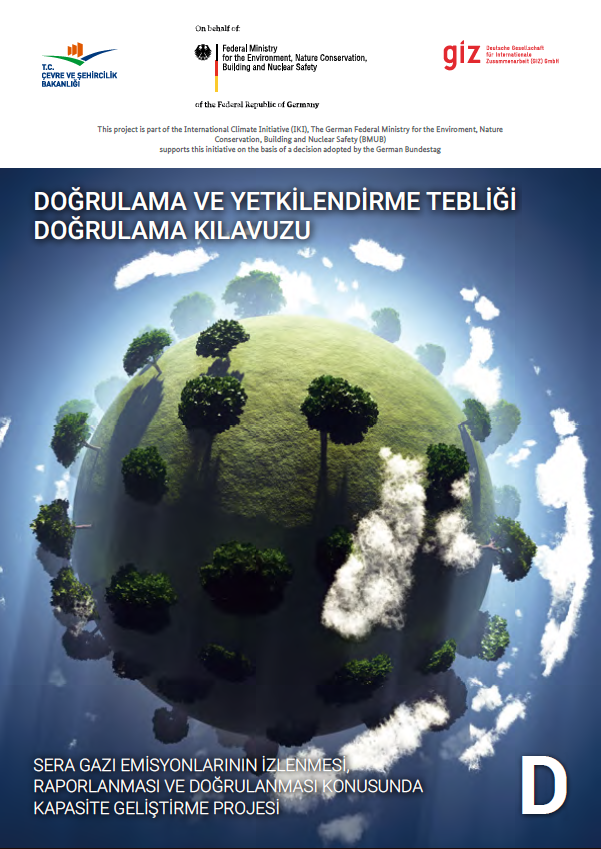 T.C.
ÇEVRE VE ŞEHİRCİLİK
BAKANLIĞI
On behalf of:
Federal Ministry
for the Environment, Nature Conservation,
Building and Nuclear Safety
of the Federal Republic of Germany
giz
Deutsche Gesellschaft
für Internationale
Zusammenarbeit (GIZ) GmbH
This project is part of the International Climate Initiative (IKI), The German Federal Ministry for the Enviroment, Nature
Conservation, Building and Nuclear Safety (BMUB)
supports this initiative on the basis of a decision adopted by the German Bundestag
DOĞRULAMA VE YETKİLENDİRME TEBLİĞİ
DOĞRULAMA KILAVUZU
SERA GAZI EMİSYONLARININ İZLENMESİ,
RAPORLANMASI VE DOĞRULANMASI KONUSUNDA
KAPASİTE GELİŞTİRME PROJESİ
D